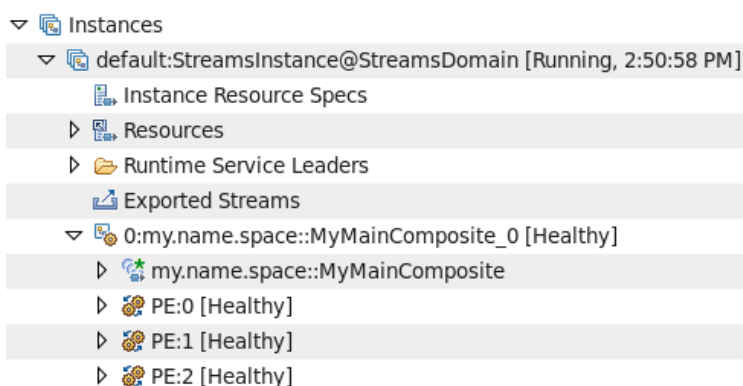 Instances
default:StreamsInstance@StreamsDomain [Running, 2:50:58 PM]
Instance Resource Specs
Resources
Runtime Service Leaders
Exported Streams
0:my.name.space::MyMainComposite_0 [Healthy]
my.name.space::MyMainComposite
PE:0 [Healthy]
PE:1 [Healthy]
PE:2 [Healthy]